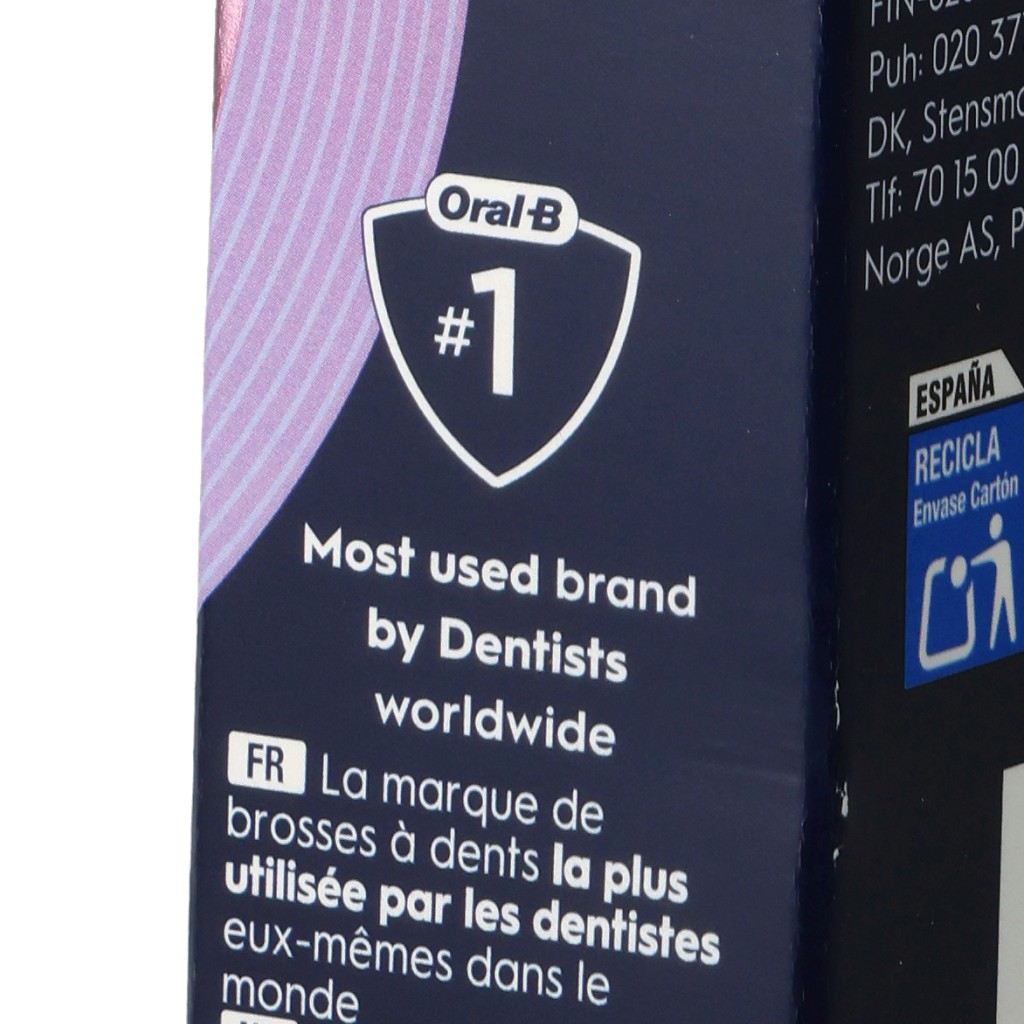 Oral-B
#1
Most used brand
by Dentists
worldwide
FR La marque de
brosses à dents la plus
utilisée par les dentistes
eux-mêmes dans le
monde
Puh: 020 37
DK,
Tlf: 70 15 00
Norge AS,
ESPAÑA
RECICLA
Envase Cartón